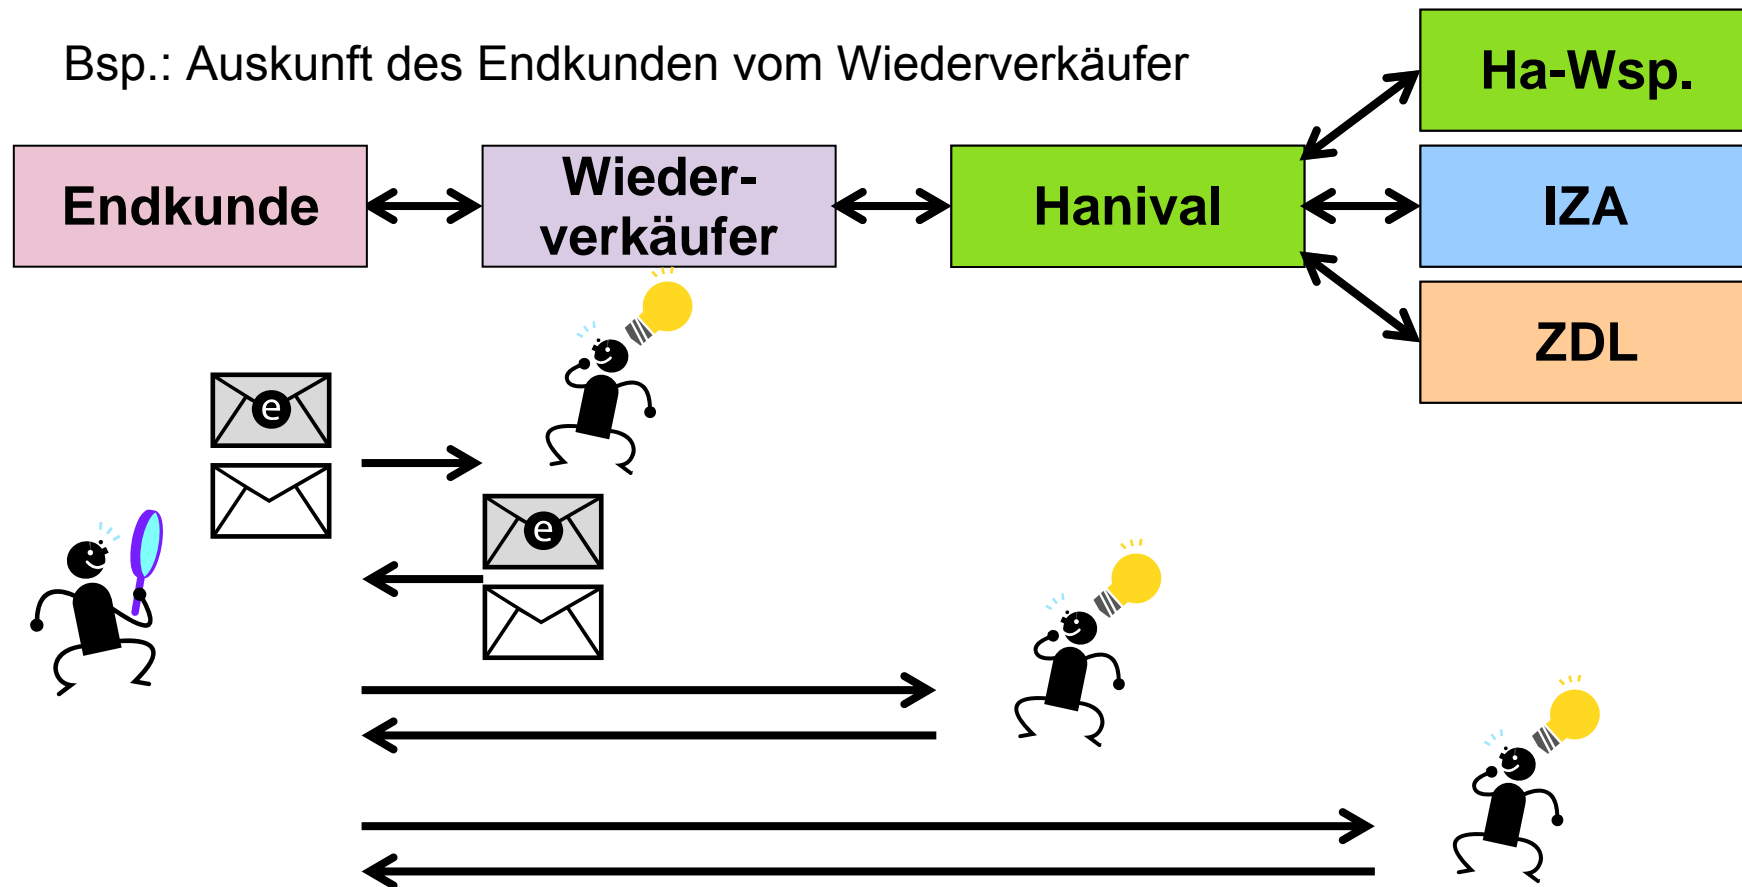 Bsp.: Auskunft des Endkunden vom Wiederverkäufer
Ha-Wsp.
Endkunde
Wieder-
verkäufer
Hanival
IZA
ZDL
e
e